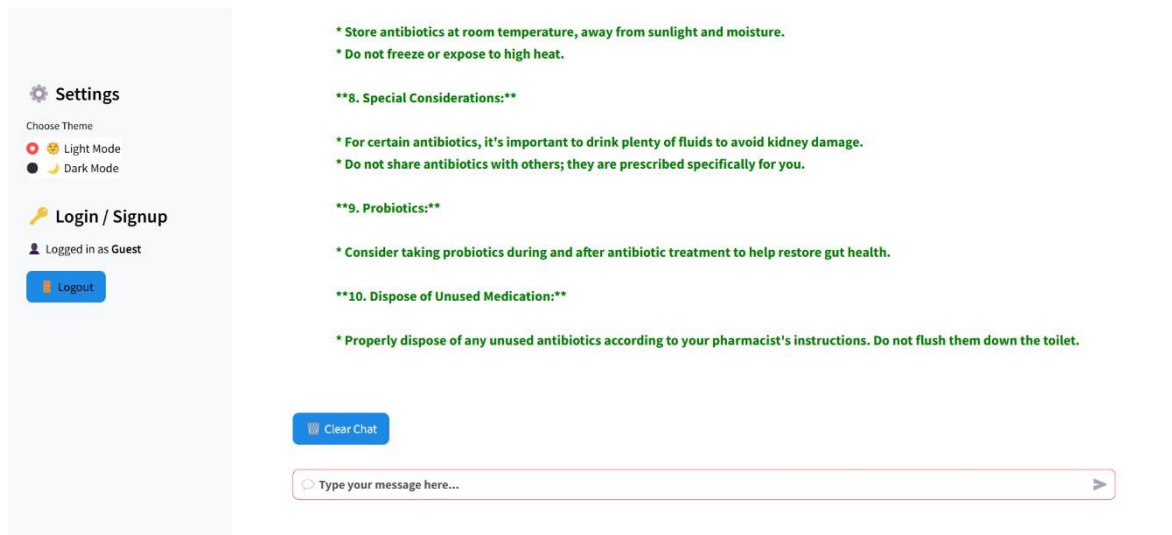 Settings
Choose Theme
Light Mode
Dark Mode
Login / Signup
Logged in as Guest
Logout
* Store antibiotics at room temperature, away from sunlight and moisture.
* Do not freeze or expose to high heat.
**8. Special Considerations:**
* For certain antibiotics, it's important to drink plenty of fluids to avoid kidney damage.
* Do not share antibiotics with others; they are prescribed specifically for you.
**9. Probiotics:**
* Consider taking probiotics during and after antibiotic treatment to help restore gut health.
**10. Dispose of Unused Medication:**
* Properly dispose of any unused antibiotics according to your pharmacist's instructions. Do not flush them down the toilet.
Clear Chat
Type your message here...